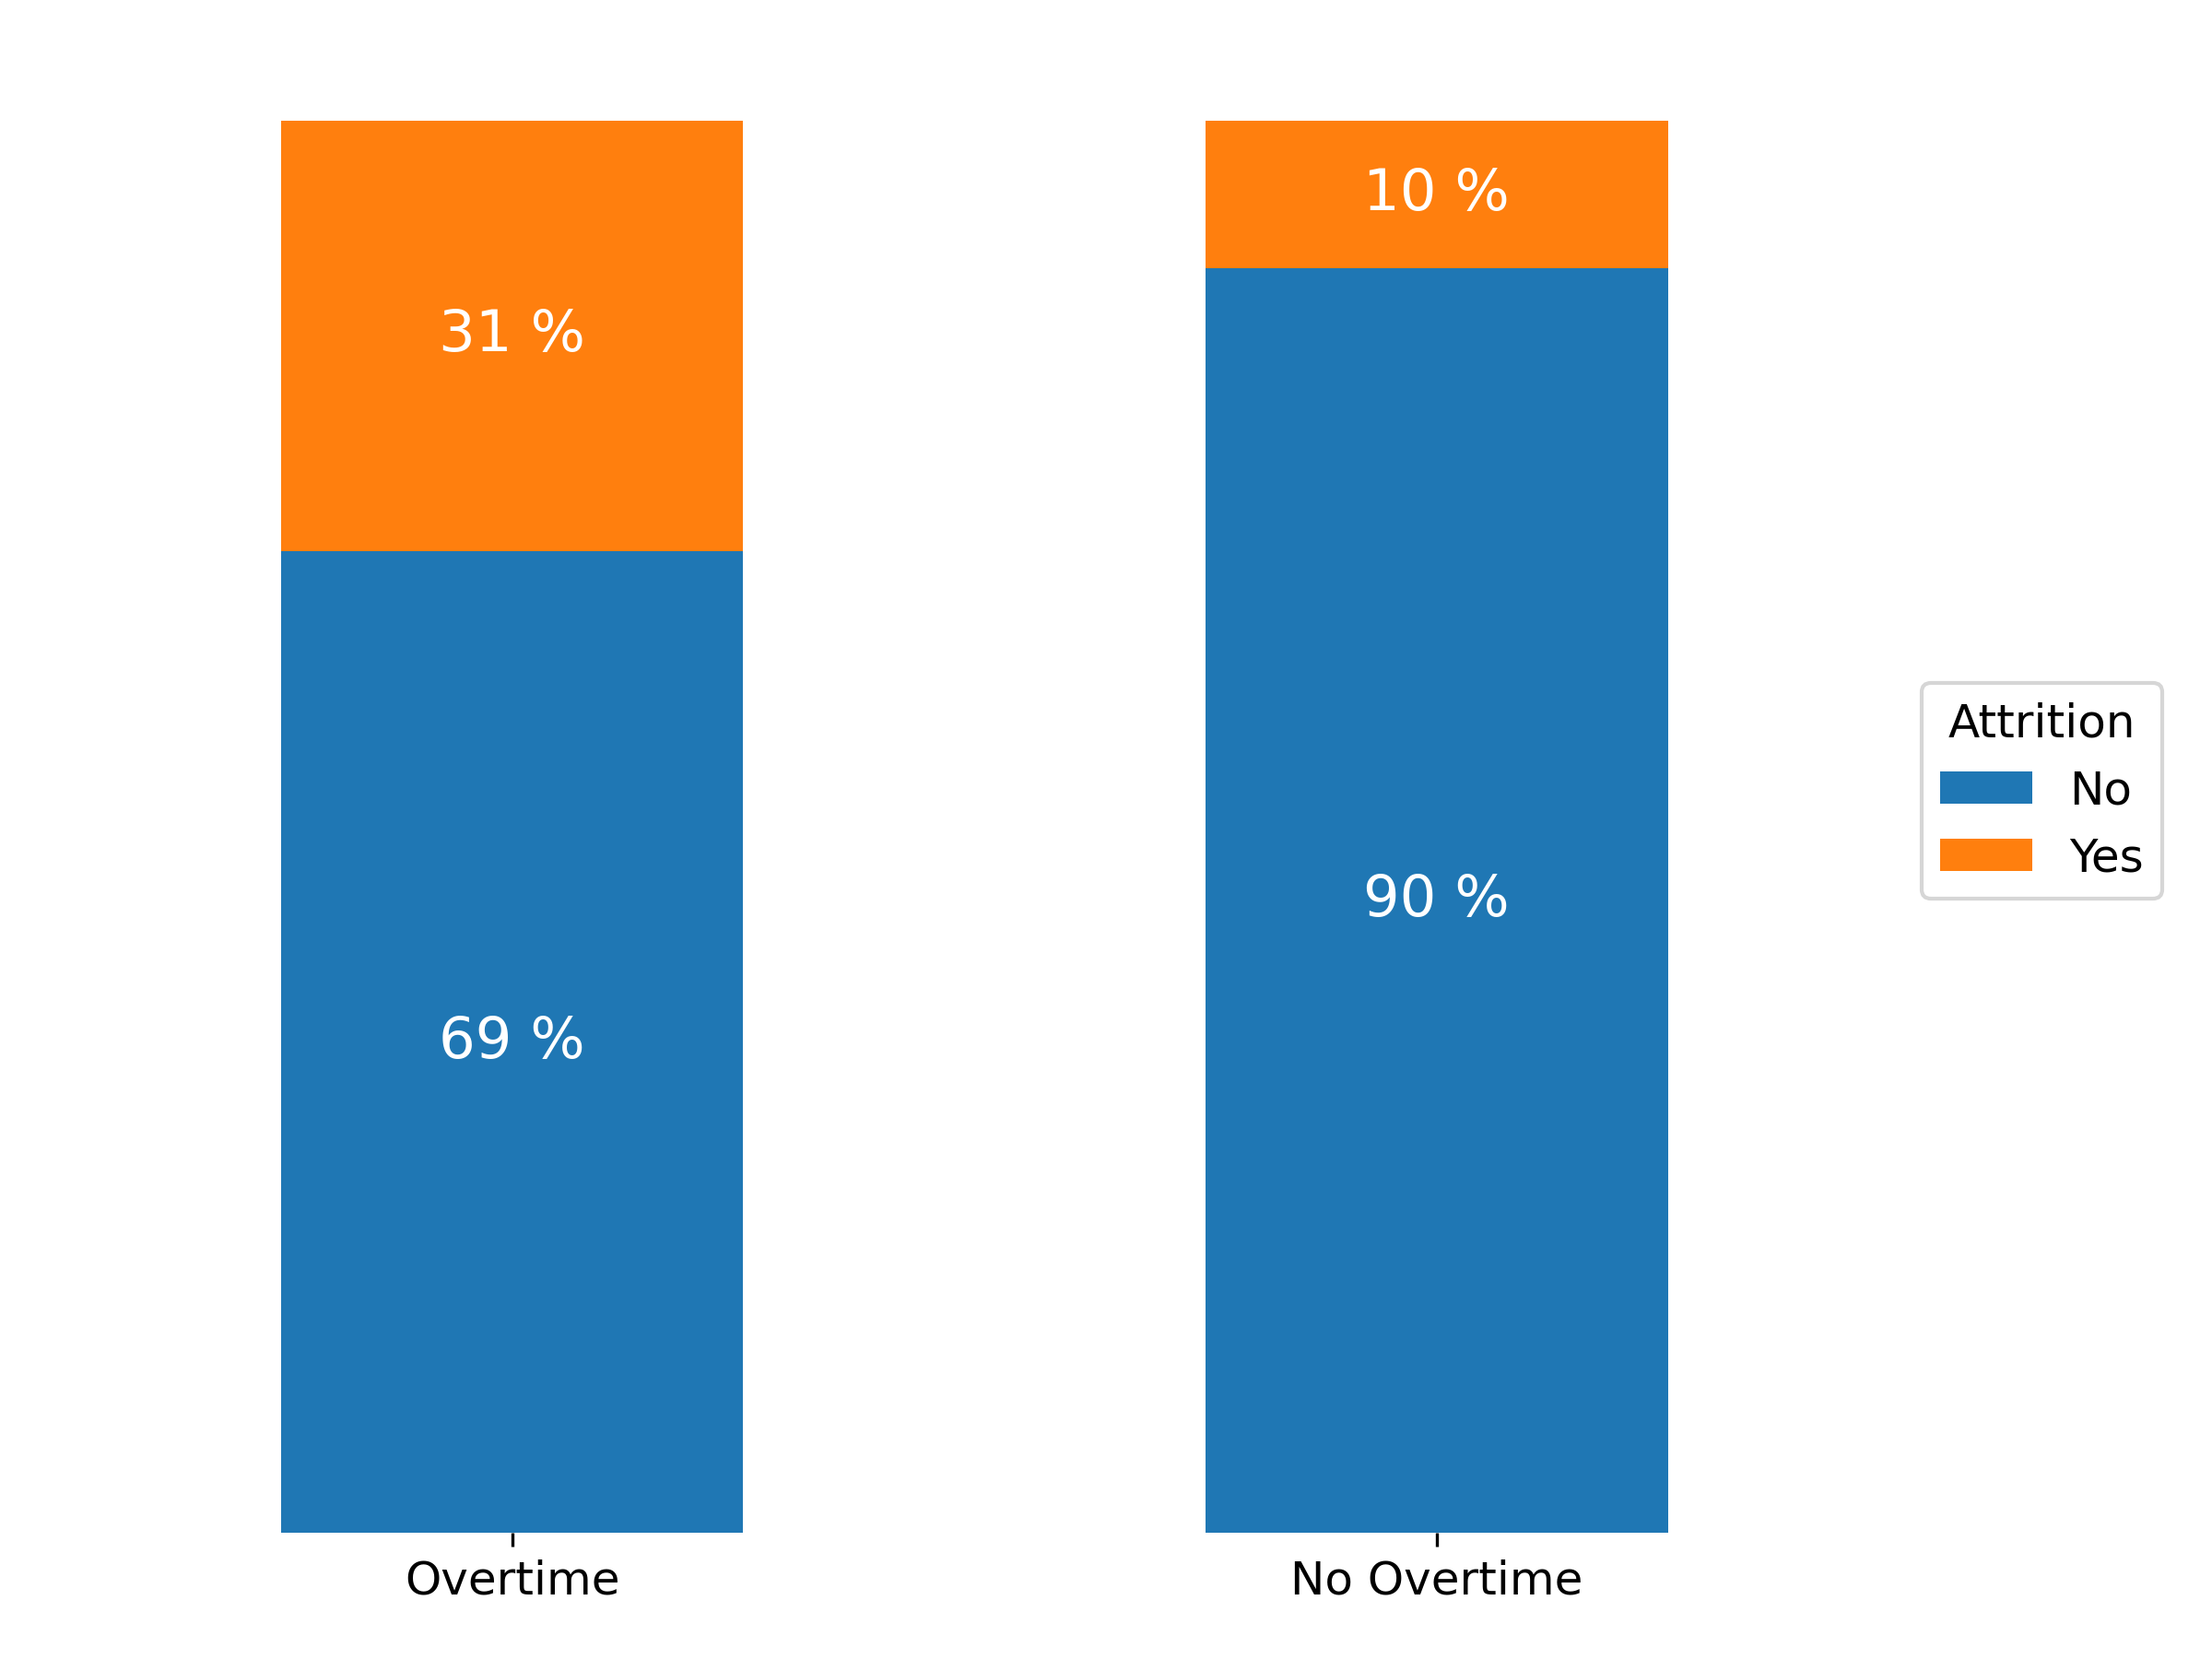 10 %
31 %
90 %
69 %
Attrition
No
Yes
Overtime
No Overtime